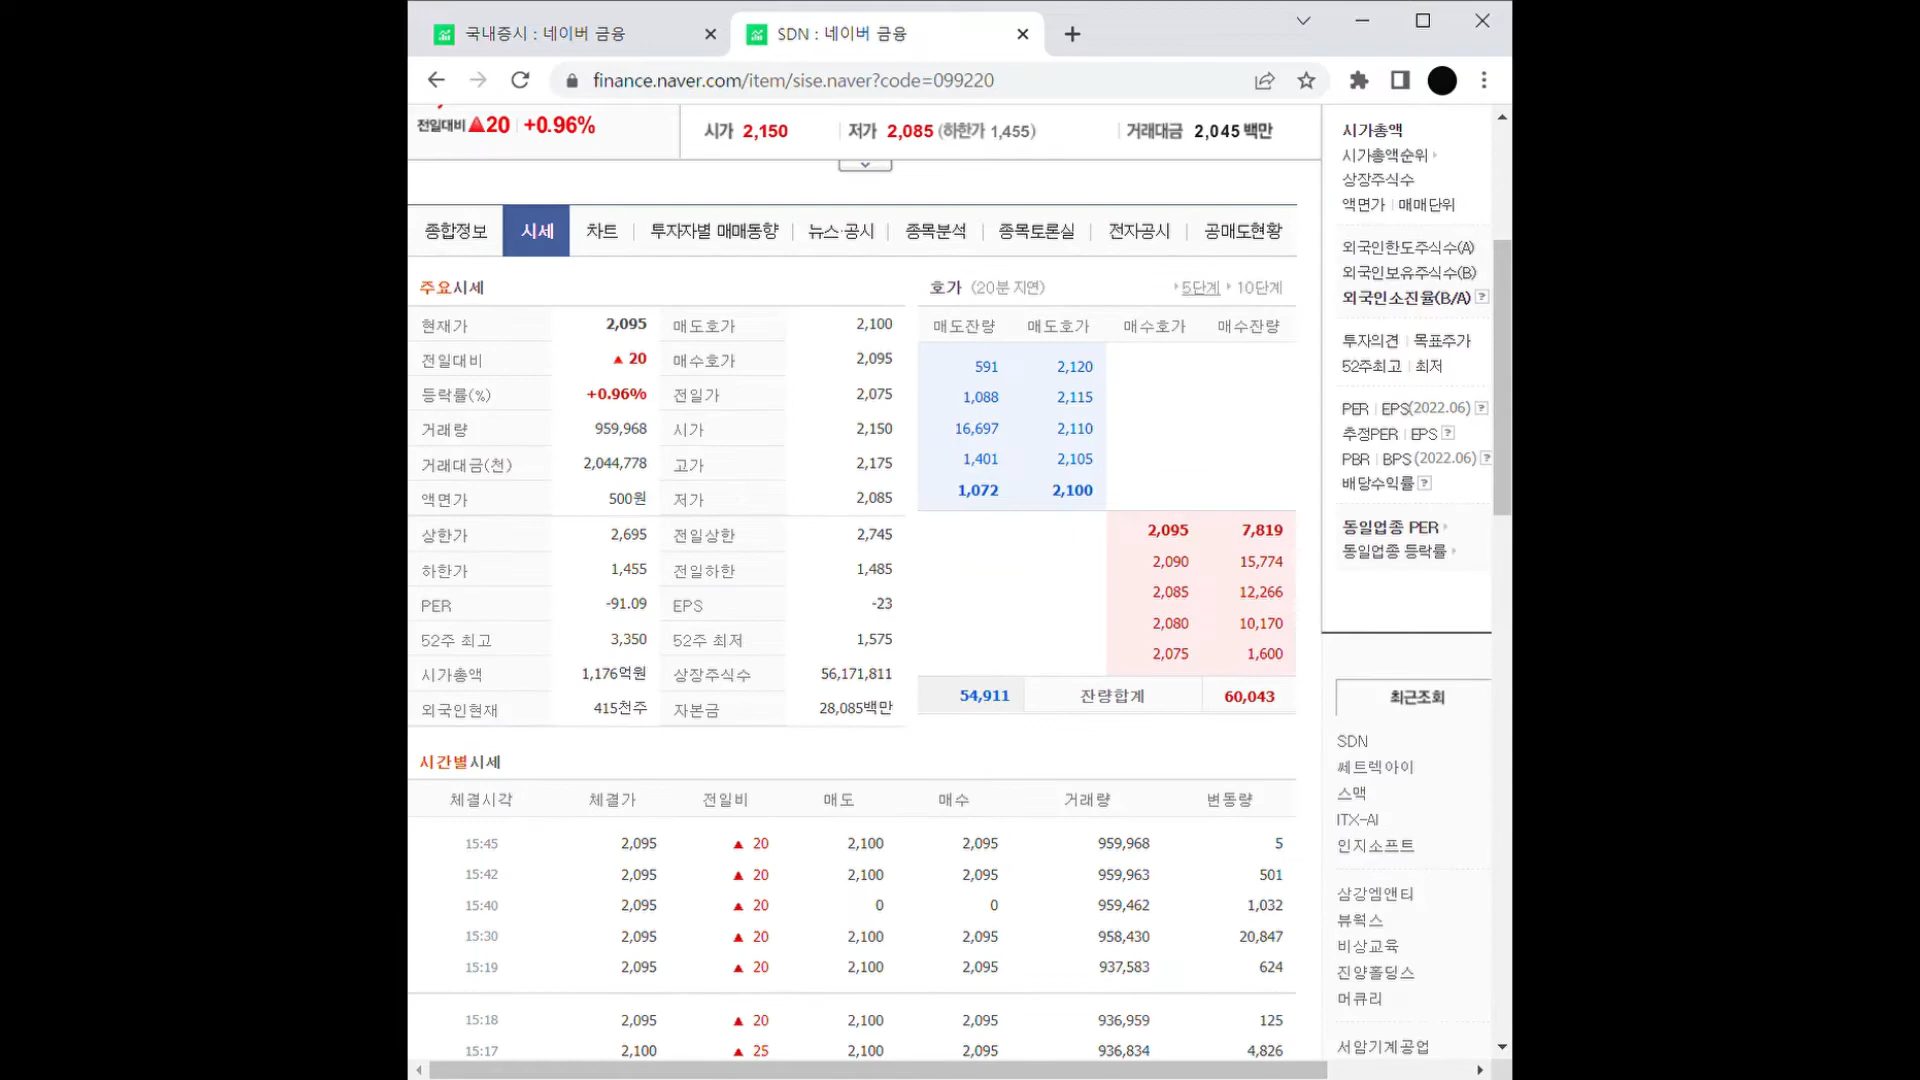 국내증시 : 네이버 금융
SDN : 네이버 금융
finance.naver.com/item/sise.naver?code=099220
전일대비 ▲20 +0.96%
시가 2,150 저가 2,085 (하한가 1,455) 거래대금 2,045 백만
종합정보 시세 차트 투자자별 매매동향 뉴스·공시 종목분석 종목토론실 전자공시 공매도현황
주요시세
현재가 2,095 매도호가 2,100
전일대비 ▲ 20 매수호가 2,095
등락률(%) +0.96% 전일가 2,075
거래량 959,968 시가 2,150
거래대금(천) 2,044,778 고가 2,175
액면가 500원 저가 2,085
상한가 2,695 전일상한 2,745
하한가 1,455 전일하한 1,485
PER -91.09 EPS -23
52주 최고 3,350 52주 최저 1,575
시가총액 1,176억원 상장주식수 56,171,811
외국인현재 415천주 자본금 28,085백만
호가 (20분 지연) 5단계 10단계
매도잔량 매도호가 매수호가 매수잔량
591 2,120
1,088 2,115
16,697 2,110
1,401 2,105
1,072 2,100
2,095 7,819
2,090 15,774
2,085 12,266
2,080 10,170
2,075 1,600
54,911 잔량합계 60,043
시간별시세
체결시각 체결가 전일비 매도 매수 거래량 변동량
15:45 2,095 ▲ 20 2,100 2,095 959,968 5
15:42 2,095 ▲ 20 2,100 2,095 959,963 501
15:40 2,095 ▲ 20 0 0 959,462 1,032
15:30 2,095 ▲ 20 2,100 2,095 958,430 20,847
15:19 2,095 ▲ 20 2,100 2,095 937,583 624
15:18 2,095 ▲ 20 2,100 2,095 936,959 125
15:17 2,100 ▲ 25 2,100 2,095 936,834 4,826
시가총액
시가총액순위
상장주식수
액면가 | 매매단위
외국인한도주식수(A)
외국인보유주식수(B)
외국인소진율(B/A) ?
투자의견 | 목표주가
52주최고 | 최저
PER | EPS(2022.06) ?
추정PER | EPS ?
PBR | BPS (2022.06) ?
배당수익률 ?
동일업종 PER
동일업종 등락률
최근조회
SDN
쎄트렉아이
스맥
ITX-AI
인지소프트
삼강엠앤티
뷰웍스
비상교육
진양홀딩스
머큐리
서암기계공업